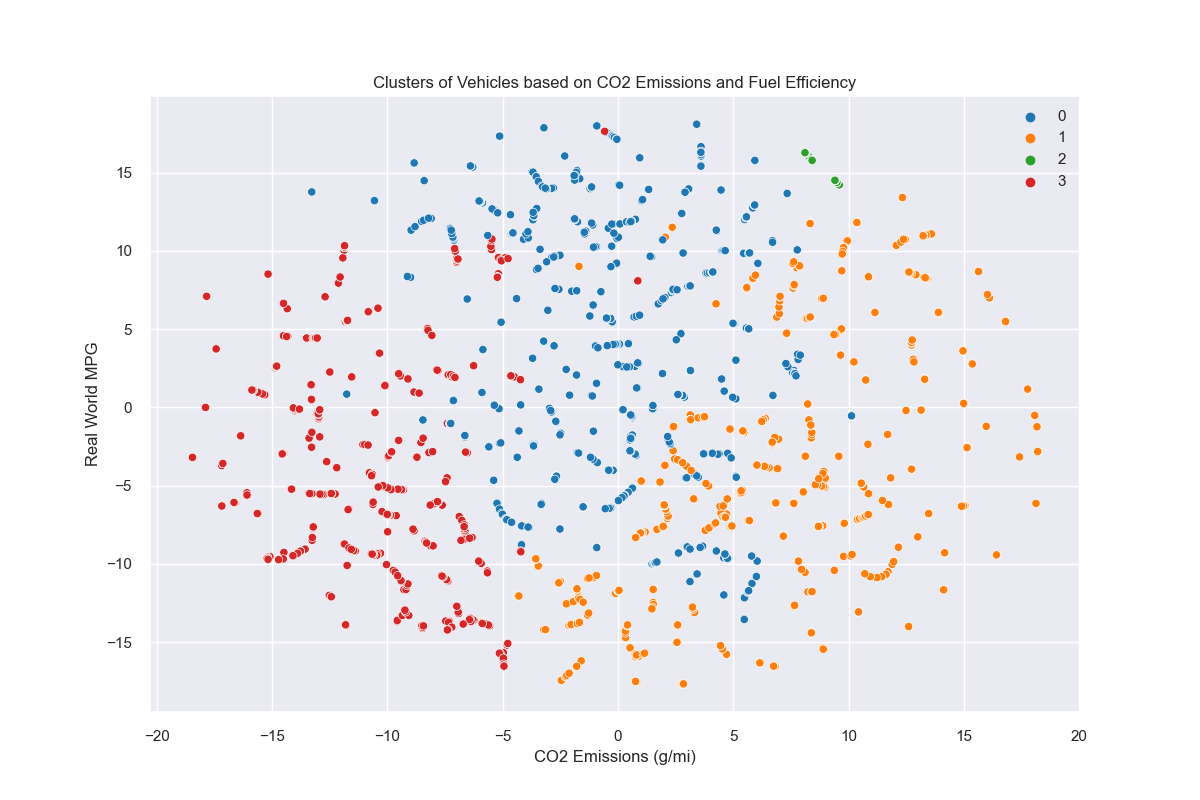 Clusters of Vehicles based on CO2 Emissions and Fuel Efficiency
0
1
2
3
15
10
5
0
−5
−10
−15
Real World MPG
−20 −15 −10 −5 0 5 10 15 20
CO2 Emissions (g/mi)